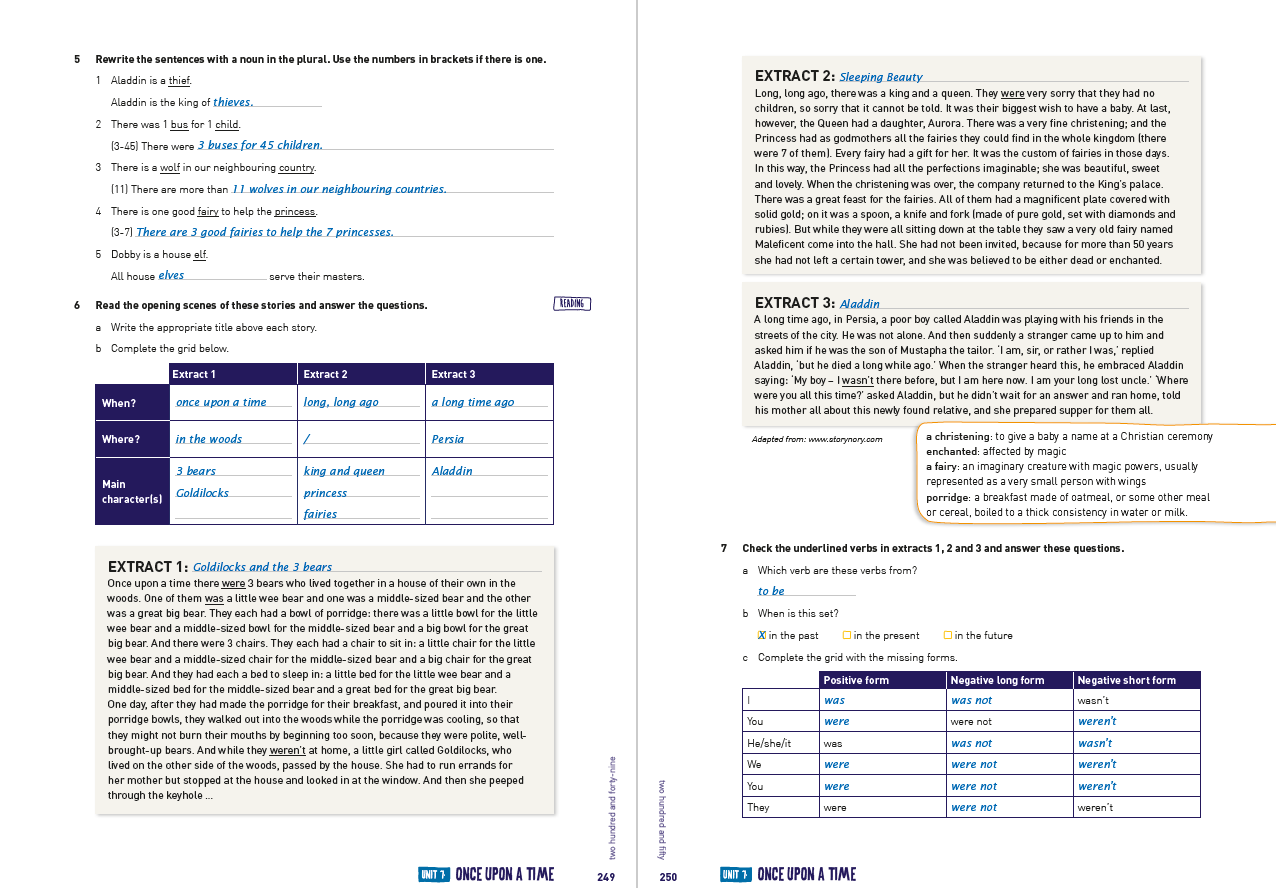 5 Rewrite the sentences with a noun in the plural. Use the numbers in brackets if there is one.
1 Aladdin is a thief.
Aladdin is the king of thieves.
2 There was 1 bus for 1 child.
(3-45) There were 3 buses for 45 children.
3 There is a wolf in our neighbouring country.
(11) There are more than 11 wolves in our neighbouring countries.
4 There is one good fairy to help the princess.
(3-7) There are 3 good fairies to help the 7 princesses.
5 Dobby is a house elf.
All house elves serve their masters.
6 Read the opening scenes of these stories and answer the questions. READING
a Write the appropriate title above each story.
b Complete the grid below.
Extract 1 Extract 2 Extract 3
When? once upon a time long, long ago a long time ago
Where? in the woods / Persia
Main character(s)
3 bears king and queen Aladdin
Goldilocks princess
fairies
EXTRACT 1: Goldilocks and the 3 bears
Once upon a time there were 3 bears who lived together in a house of their own in the
woods. One of them was a little wee bear and one was a middle-sized bear and the other
was a great big bear. They each had a bowl of porridge: there was a little bowl for the little
wee bear and a middle-sized bowl for the middle-sized bear and a big bowl for the great
big bear. And there were 3 chairs. They each had a chair to sit in: a little chair for the little
wee bear and a middle-sized chair for the middle-sized bear and a big chair for the great
big bear. And they had each a bed to sleep in: a little bed for the little wee bear and a
middle-sized bed for the middle-sized bear and a great bed for the great big bear.
One day, after they had made the porridge for their breakfast, and poured it into their
porridge bowls, they walked out into the woods while the porridge was cooling, so that
they might not burn their mouths by beginning too soon, because they were polite, well-
brought-up bears. And while they weren't at home, a little girl called Goldilocks, who
lived on the other side of the woods, passed by the house. She had to run errands for
her mother but stopped at the house and looked in at the window. And then she peeped
through the keyhole ...
two hundred and forty-nine
UNIT 7 ONCE UPON A TIME 249
EXTRACT 2: Sleeping Beauty
Long, long ago, there was a king and a queen. They were very sorry that they had no
children, so sorry that it cannot be told. It was their biggest wish to have a baby. At last,
however, the Queen had a daughter, Aurora. There was a very fine christening; and the
Princess had as godmothers all the fairies they could find in the whole kingdom (there
were 7 of them). Every fairy had a gift for her. It was the custom of fairies in those days.
In this way, the Princess had all the perfections imaginable; she was beautiful, sweet
and lovely. When the christening was over, the company returned to the King's palace.
There was a great feast for the fairies. All of them had a magnificent plate covered with
solid gold; on it was a spoon, a knife and fork (made of pure gold, set with diamonds and
rubies). But while they were all sitting down at the table they saw a very old fairy named
Maleficent come into the hall. She had not been invited, because for more than 50 years
she had not left a certain tower, and she was believed to be either dead or enchanted.
EXTRACT 3: Aladdin
A long time ago, in Persia, a poor boy called Aladdin was playing with his friends in the
streets of the city. He was not alone. And then suddenly a stranger came up to him and
asked him if he was the son of Mustapha the tailor. 'I am, sir, or rather I was,' replied
Aladdin, 'but he died a long while ago.' When the stranger heard this, he embraced Aladdin
saying: 'My boy – I wasn't there before, but I am here now. I am your long lost uncle.' 'Where
were you all this time?' asked Aladdin, but he didn't wait for an answer and ran home, told
his mother all about this newly found relative, and she prepared supper for them all.
Adapted from: www.storynory.com
a christening: to give a baby a name at a Christian ceremony
enchanted: affected by magic
a fairy: an imaginary creature with magic powers, usually
represented as a very small person with wings
porridge: a breakfast made of oatmeal, or some other meal
or cereal, boiled to a thick consistency in water or milk.
7 Check the underlined verbs in extracts 1, 2 and 3 and answer these questions.
a Which verb are these verbs from?
to be
b When is this set?
X in the past in the present in the future
c Complete the grid with the missing forms.
Positive form Negative long form Negative short form
I was was not wasn't
You were were not weren't
He/she/it was was not wasn't
We were were not weren't
You were were not weren't
They were were not weren't
two hundred and fifty
250 UNIT 7 ONCE UPON A TIME